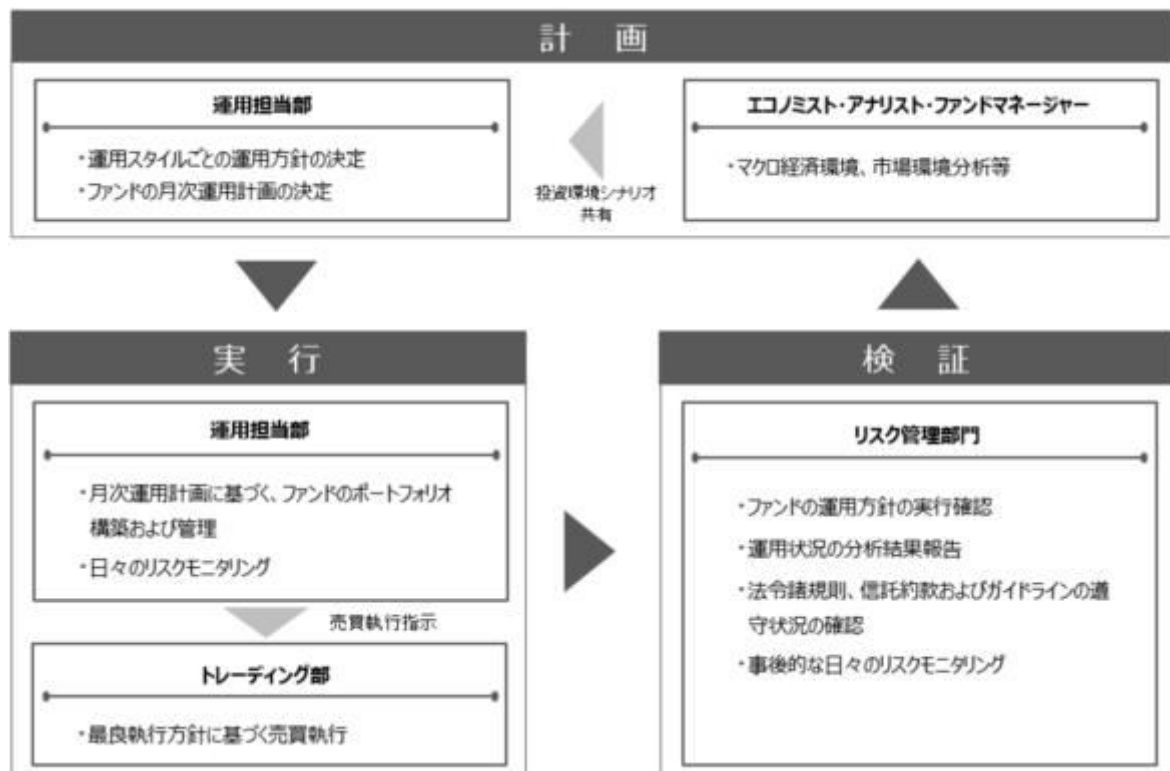 計 画
運用担当部
・運用スタイルごとの運用方針の決定
・ファンドの月次運用計画の決定
投資環境シナリオ
共有
エコノミスト・アナリスト・ファンドマネージャー
・マクロ経済環境、市場環境分析等
実 行
運用担当部
・月次運用計画に基づく、ファンドのポートフォリオ
構築および管理
・日々のリスクモニタリング
売買執行指示
トレーディング部
・最良執行方針に基づく売買執行
検 証
リスク管理部門
・ファンドの運用方針の実行確認
・運用状況の分析結果報告
・法令諸規則、信託約款およびガイドラインの遵
守状況の確認
・事後的な日々のリスクモニタリング